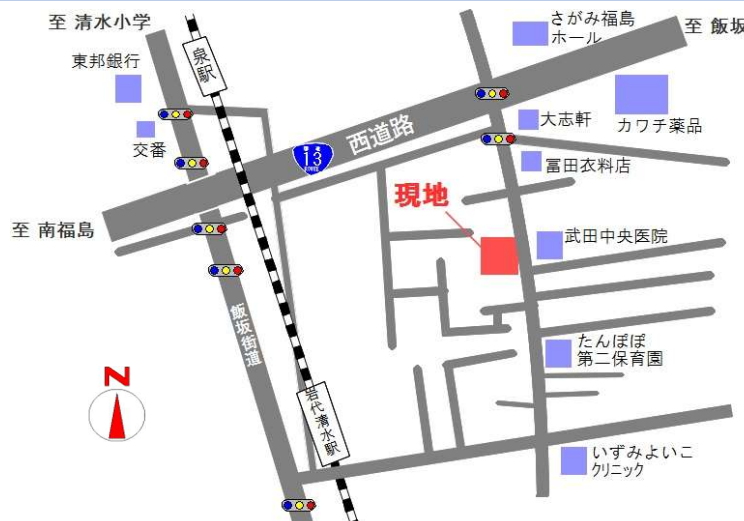 至 清水小学
東邦銀行
交番
泉駅
さがみ福島
ホール
至 飯坂
大志軒
カワチ薬品
冨田衣料店
西道路
13
現地
武田中央医院
至 南福島
飯坂街道
たんぽぽ
第二保育園
N
岩代清水駅
いずみよいこ
クリニック